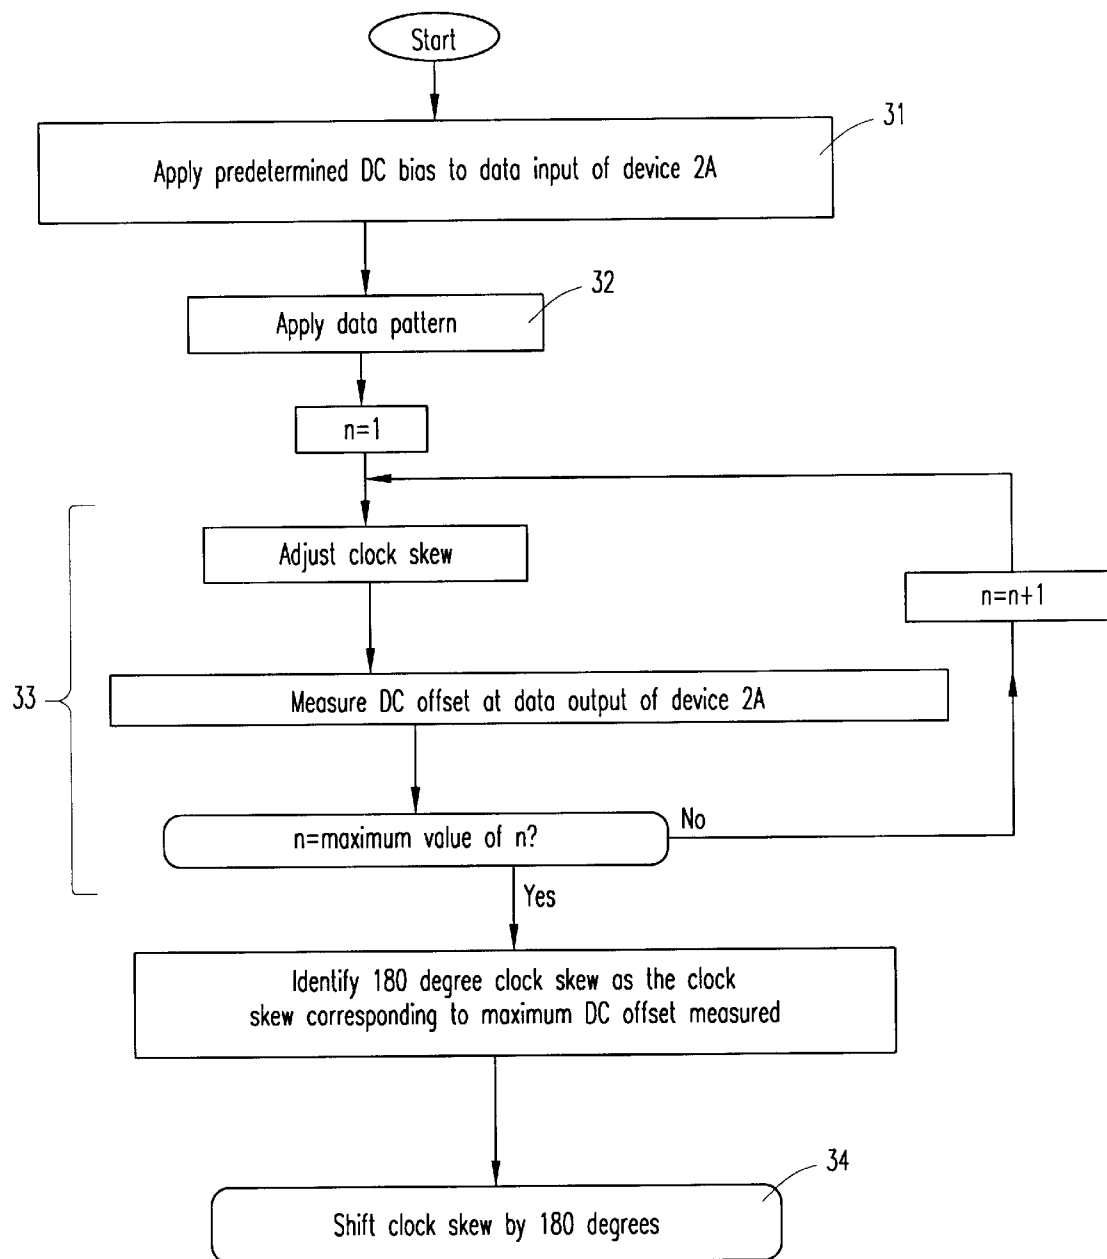 Start
31
Apply predetermined DC bias to data input of device 2A
32
Apply data pattern
n=1
Adjust clock skew
n=n+1
33
Measure DC offset at data output of device 2A
n=maximum value of n?
No
Yes
Identify 180 degree clock skew as the clock
skew corresponding to maximum DC offset measured
34
Shift clock skew by 180 degrees